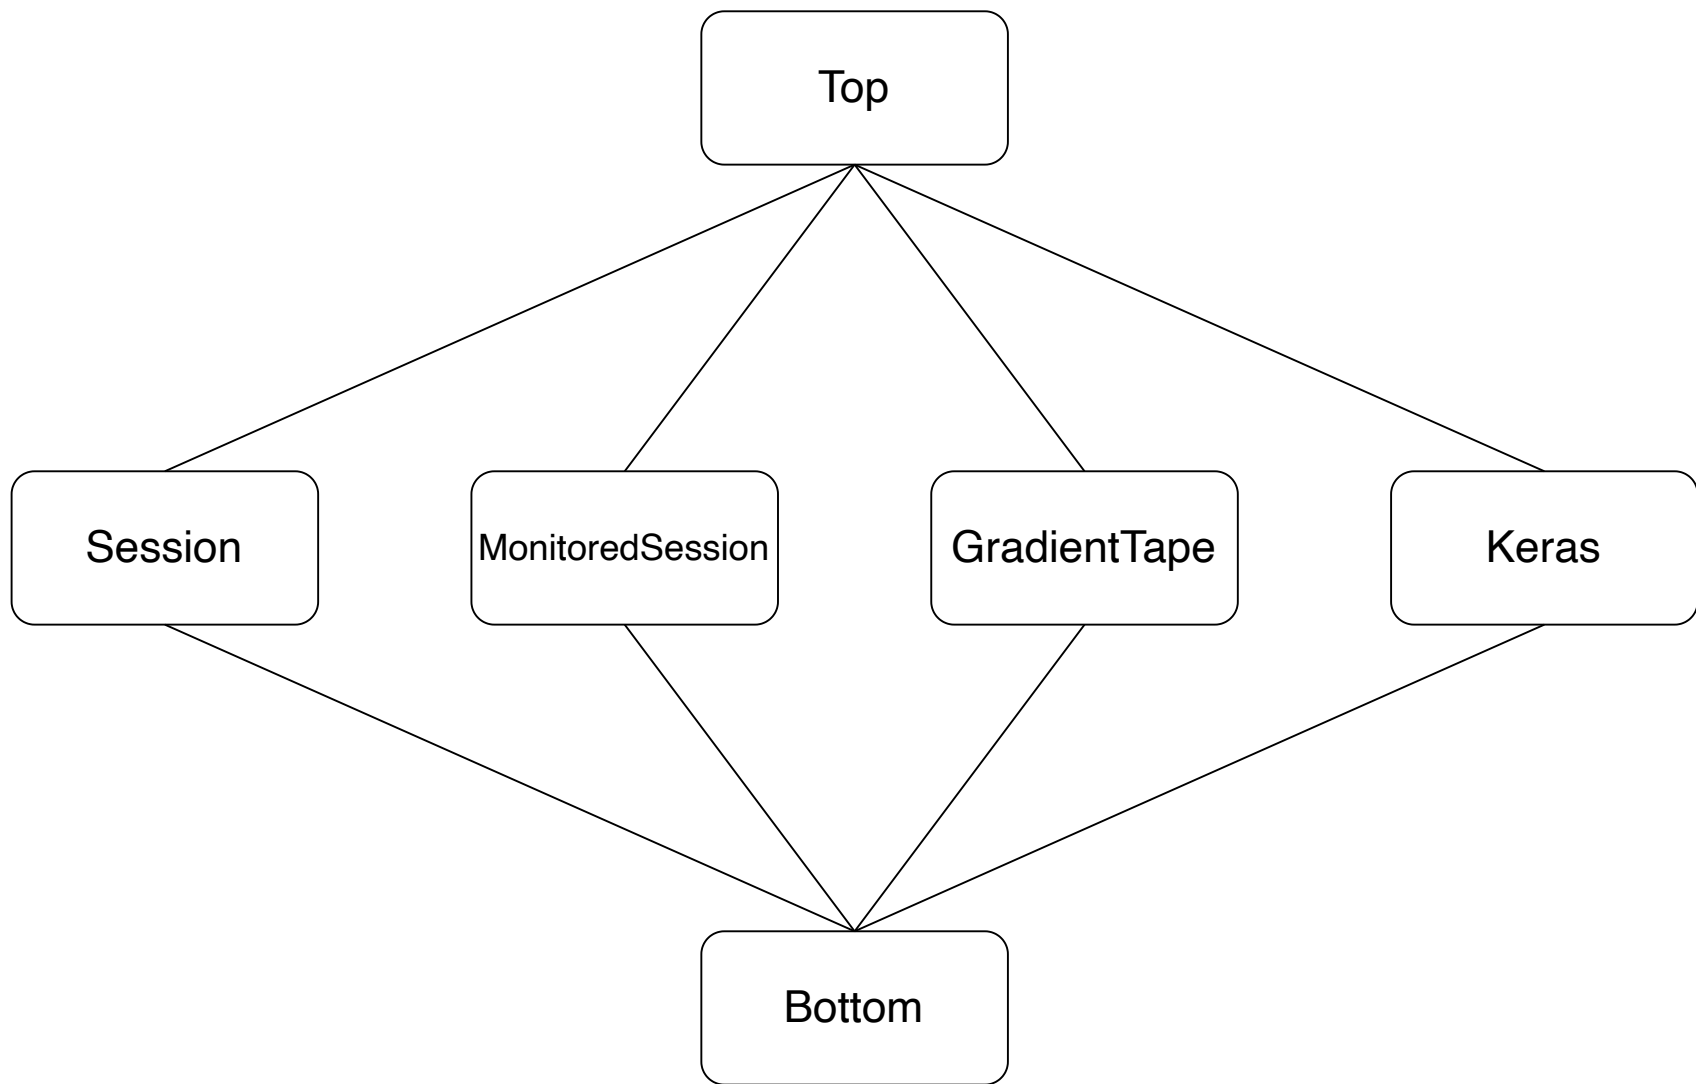 Top
Session
MonitoredSession
GradientTape
Keras
Bottom